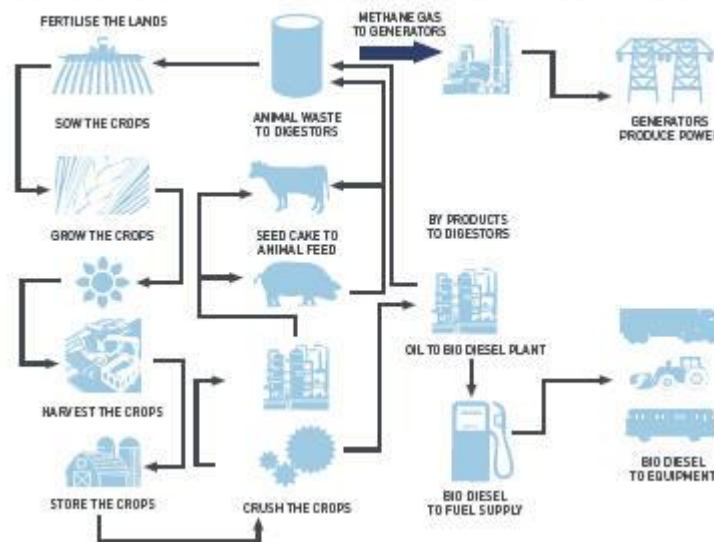 FERTILISE THE LANDS
METHANE GAS
TO GENERATORS
SOW THE CROPS
ANIMAL WASTE
TO DIGESTORS
GENERATORS
PRODUCE POWER
GROW THE CROPS
SEED CAKE TO
ANIMAL FEED
BY PRODUCTS
TO DIGESTORS
OIL TO BIO DIESEL PLANT
HARVEST THE CROPS
STORE THE CROPS
CRUSH THE CROPS
BIO DIESEL
TO FUEL SUPPLY
BIO DIESEL
TO EQUIPMENT